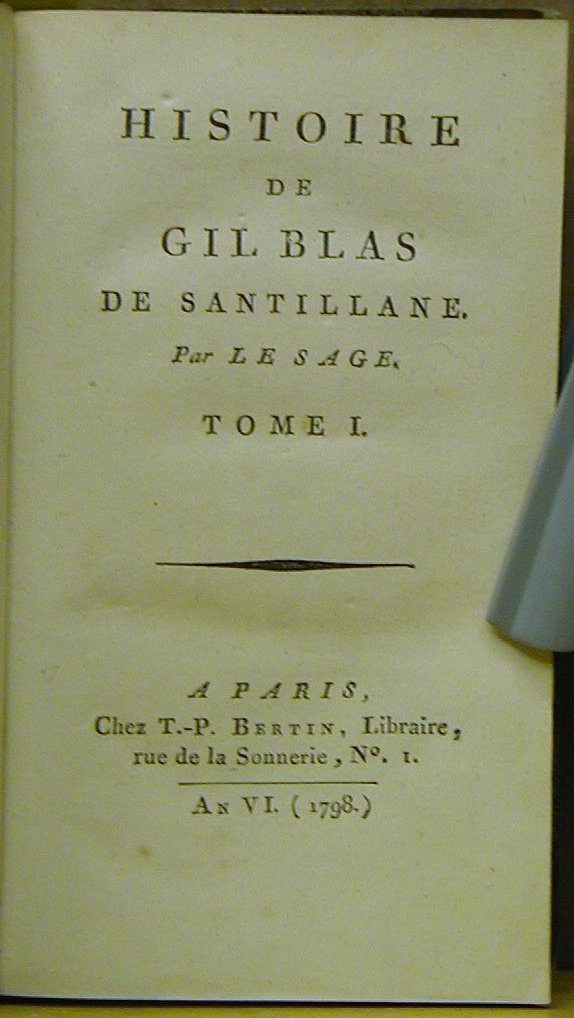 HISTOIRE
DE
GIL BLAS
DE SANTILLANE.
Par LE SAGE.
TOME I.
A PARIS,
Chez T.-P. BERTIN, Libraire,
rue de la Sonnerie, Nº. 1.
AN VI. (1798.)